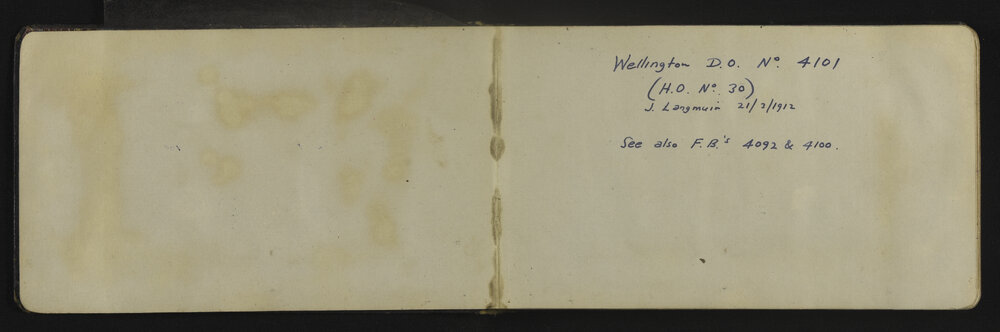 Wellington D.O. Nº 4101
(H.O. Nº 30)
J. Langmuir 21/2/1912
See also F.B.'s 4092 & 4100.